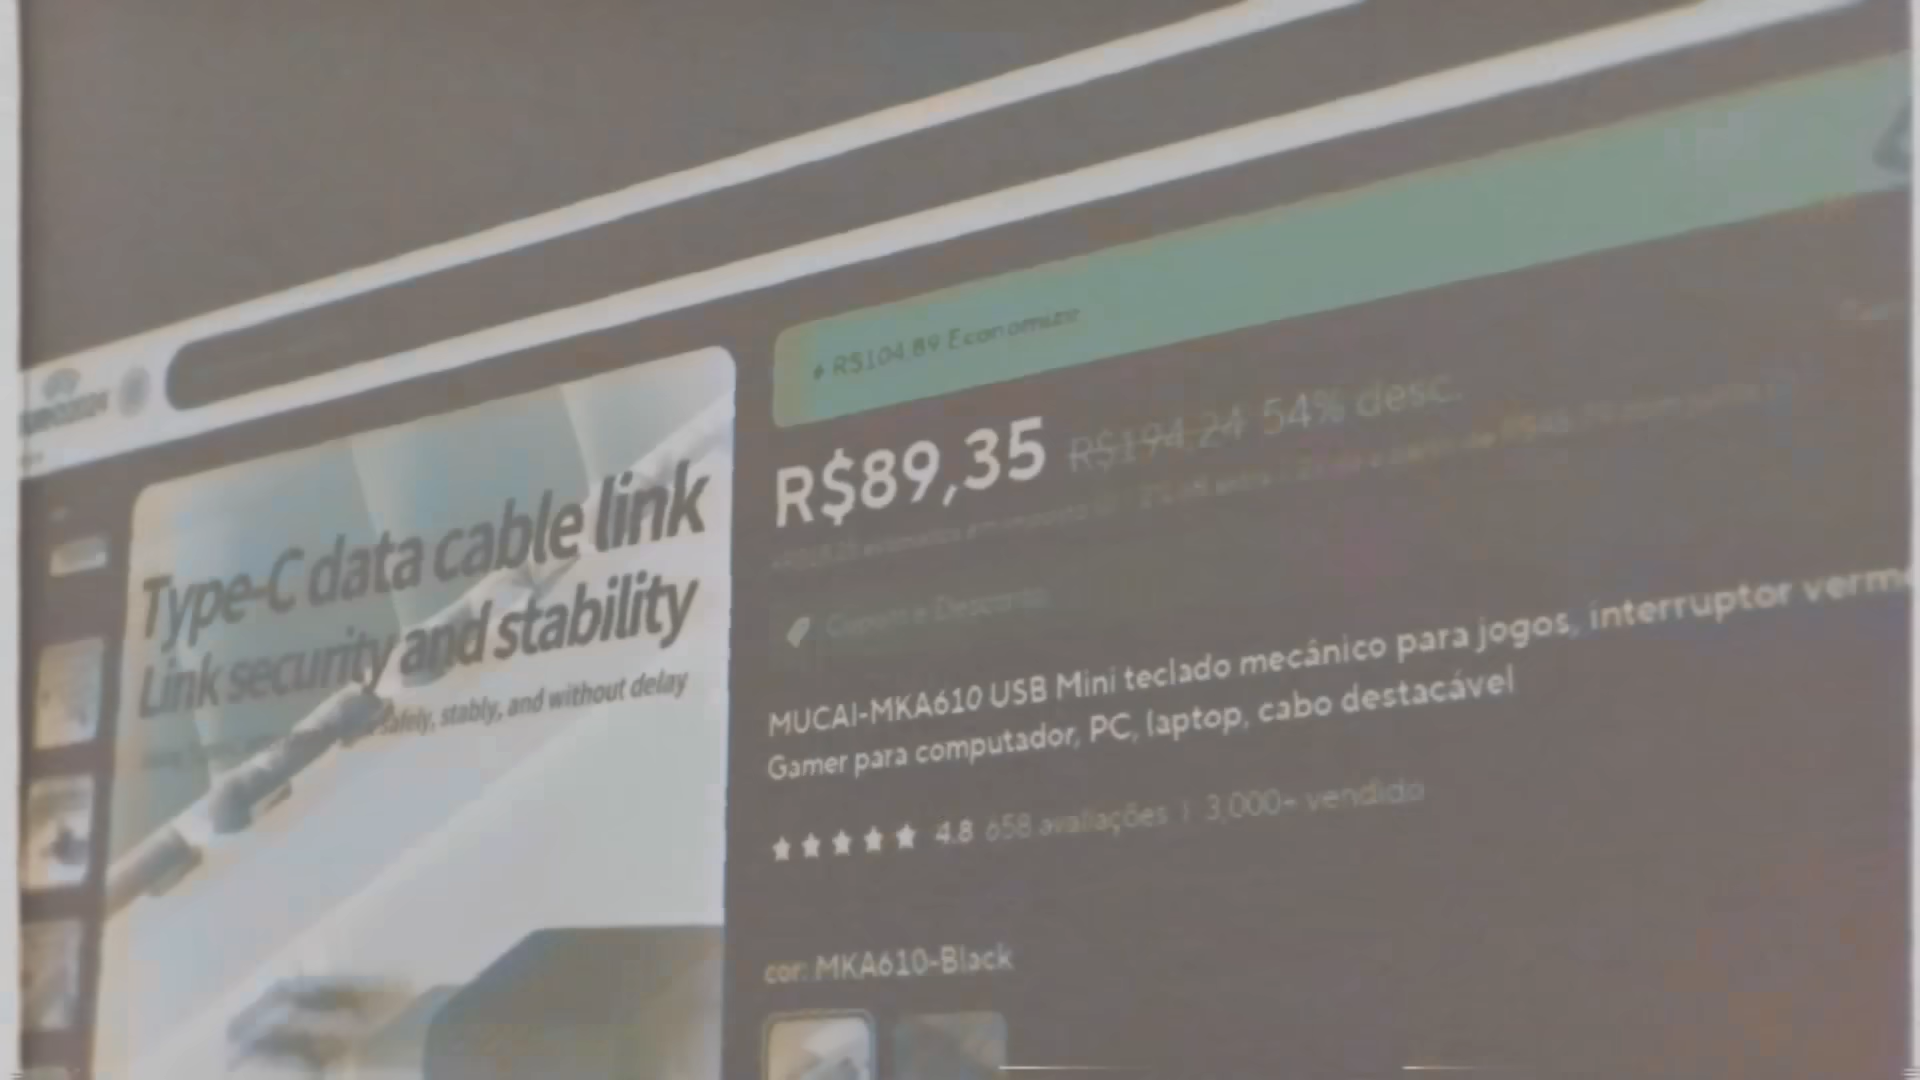 R$104.89 Economize
R$89,35 R$194,24 54% desc.
Type-C data cable link
Link security and stability
safely, stably, and without delay
Cupom e Desconto
MUCAI-MKA610 USB Mini teclado mecânico para jogos, interruptor
Gamer para computador, PC, laptop, cabo destacável
4.8 658 avaliações | 3,000+ vendido
cor: MKA610-Black